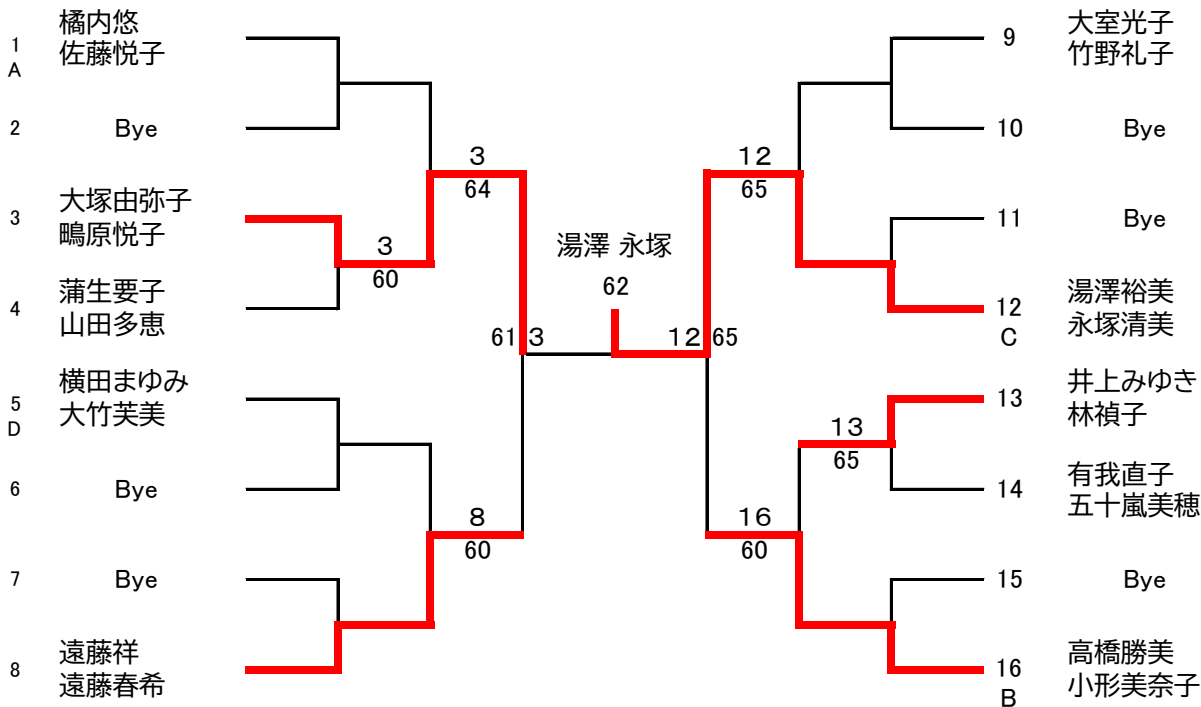 1
A
橘内悠
佐藤悦子
2
Bye
3
大塚由弥子
鴫原悦子
4
蒲生要子
山田多恵
5
D
横田まゆみ
大竹芙美
6
Bye
7
Bye
8
遠藤祥
遠藤春希
3
60
3
64
8
60
61
3
湯澤 永塚
62
12
65
12
65
16
60
13
65
9
大室光子
竹野礼子
10
Bye
11
Bye
12
C
湯澤裕美
永塚清美
13
井上みゆき
林禎子
14
有我直子
五十嵐美穂
15
Bye
16
B
高橋勝美
小形美奈子